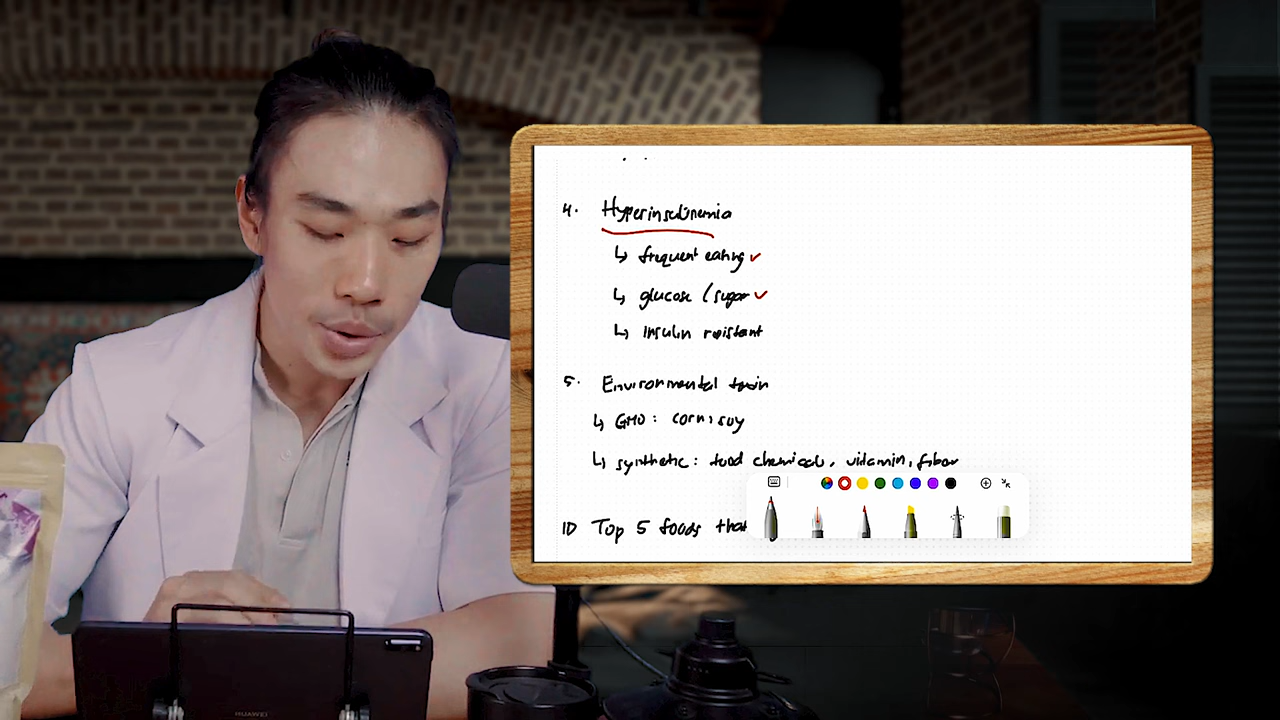 4. Hyperinsulinemia
↳ frequent eating ✓
↳ glucose / sugar ✓
↳ Insulin resistant
5. Environmental toxin
↳ GMO: corn, soy
↳ synthetic: food chemicals, vitamin, fiber
10 Top 5 foods that
HUAWEI